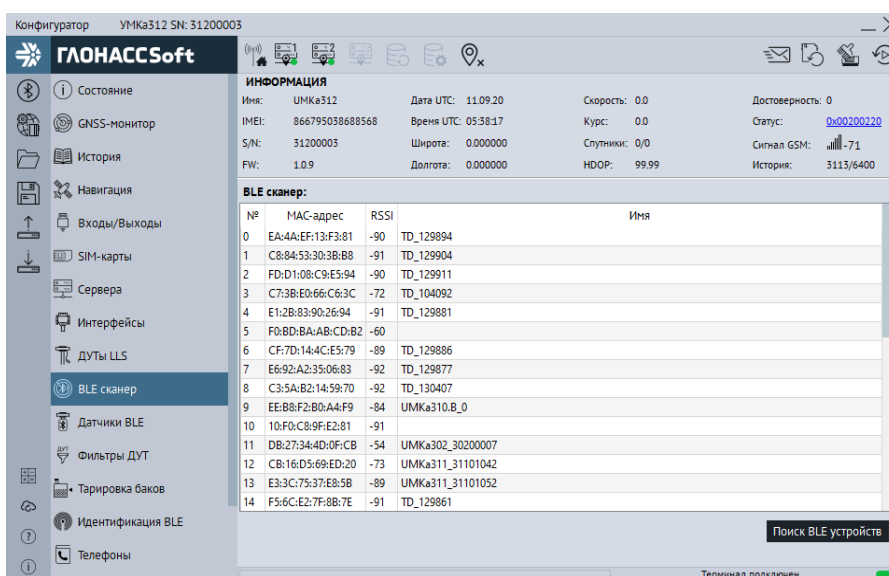 Конфигуратор УМКа312 SN: 31200003
ГЛОНАССSoft
1 2
Состояние
GNSS-монитор
История
Навигация
Входы/Выходы
SIM-карты
Сервера
Интерфейсы
ДУТы LLS
BLE сканер
Датчики BLE
Фильтры ДУТ
Тарировка баков
Идентификация BLE
Телефоны
ИНФОРМАЦИЯ
Имя: UMKa312 Дата UTC: 11.09.20 Скорость: 0.0 Достоверность: 0
IMEI: 866795038688568 Время UTC: 05:38:17 Курс: 0.0 Статус: 0x00200220
S/N: 31200003 Широта: 0.000000 Спутники: 0/0 Сигнал GSM: -71
FW: 1.0.9 Долгота: 0.000000 HDOP: 99.99 История: 3113/6400
BLE сканер:
№ MAC-адрес RSSI Имя
0 EA:4A:EF:13:F3:81 -90 TD_129894
1 C8:84:53:30:3B:B8 -91 TD_129904
2 FD:D1:08:C9:E5:94 -90 TD_129911
3 C7:3B:E0:66:C6:3C -72 TD_104092
4 E1:2B:83:90:26:94 -91 TD_129881
5 F0:BD:BA:AB:CD:B2 -60
6 CF:7D:14:4C:E5:79 -89 TD_129886
7 E6:92:A2:35:06:83 -92 TD_129877
8 C3:5A:B2:14:59:70 -92 TD_130407
9 EE:B8:F2:B0:A4:F9 -84 UMKa310.B_0
10 10:F0:C8:9F:E2:81 -91
11 DB:27:34:4D:0F:CB -54 UMKa302_30200007
12 CB:16:D5:69:ED:20 -73 UMKa311_31101042
13 E3:3C:75:37:E8:5B -89 UMKa311_31101052
14 F5:6C:E2:7F:8B:7E -91 TD_129861
Поиск BLE устройств
Терминал подключен